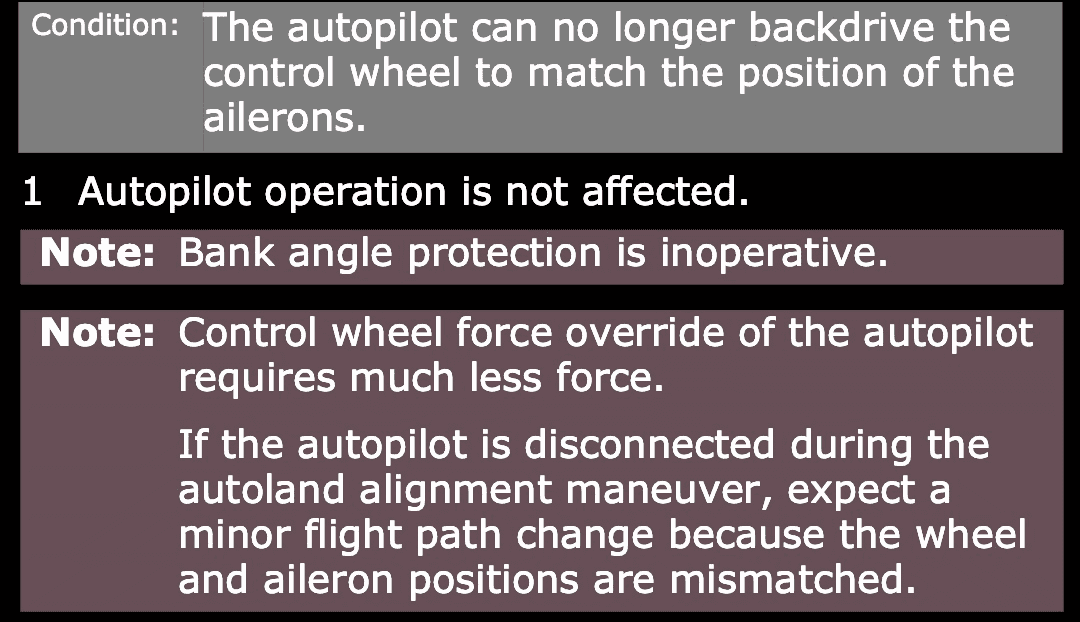 Condition: The autopilot can no longer backdrive the
control wheel to match the position of the
ailerons.
1 Autopilot operation is not affected.
Note: Bank angle protection is inoperative.
Note: Control wheel force override of the autopilot
requires much less force.
If the autopilot is disconnected during the
autoland alignment maneuver, expect a
minor flight path change because the wheel
and aileron positions are mismatched.